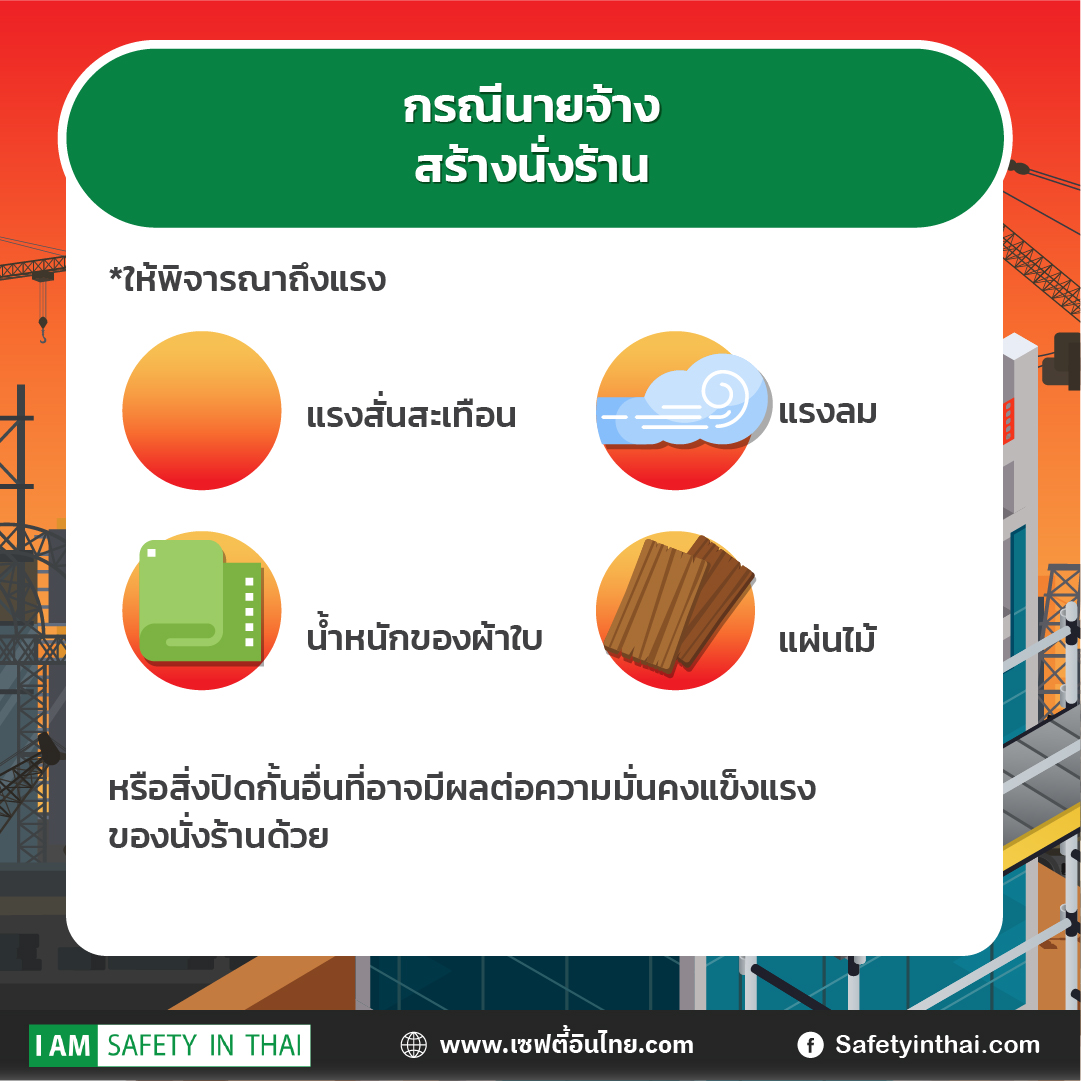 กรณีนายจ้าง
สร้างนั่งร้าน
*ให้พิจารณาถึงแรง
แรงสั่นสะเทือน
แรงลม
น้ำหนักของผ้าใบ
แผ่นไม้
หรือสิ่งปิดกั้นอื่นที่อาจมีผลต่อความมั่นคงแข็งแรง
ของนั่งร้านด้วย
I AM SAFETY IN THAI
www.เซฟตี้อินไทย.com
Safetyinthai.com